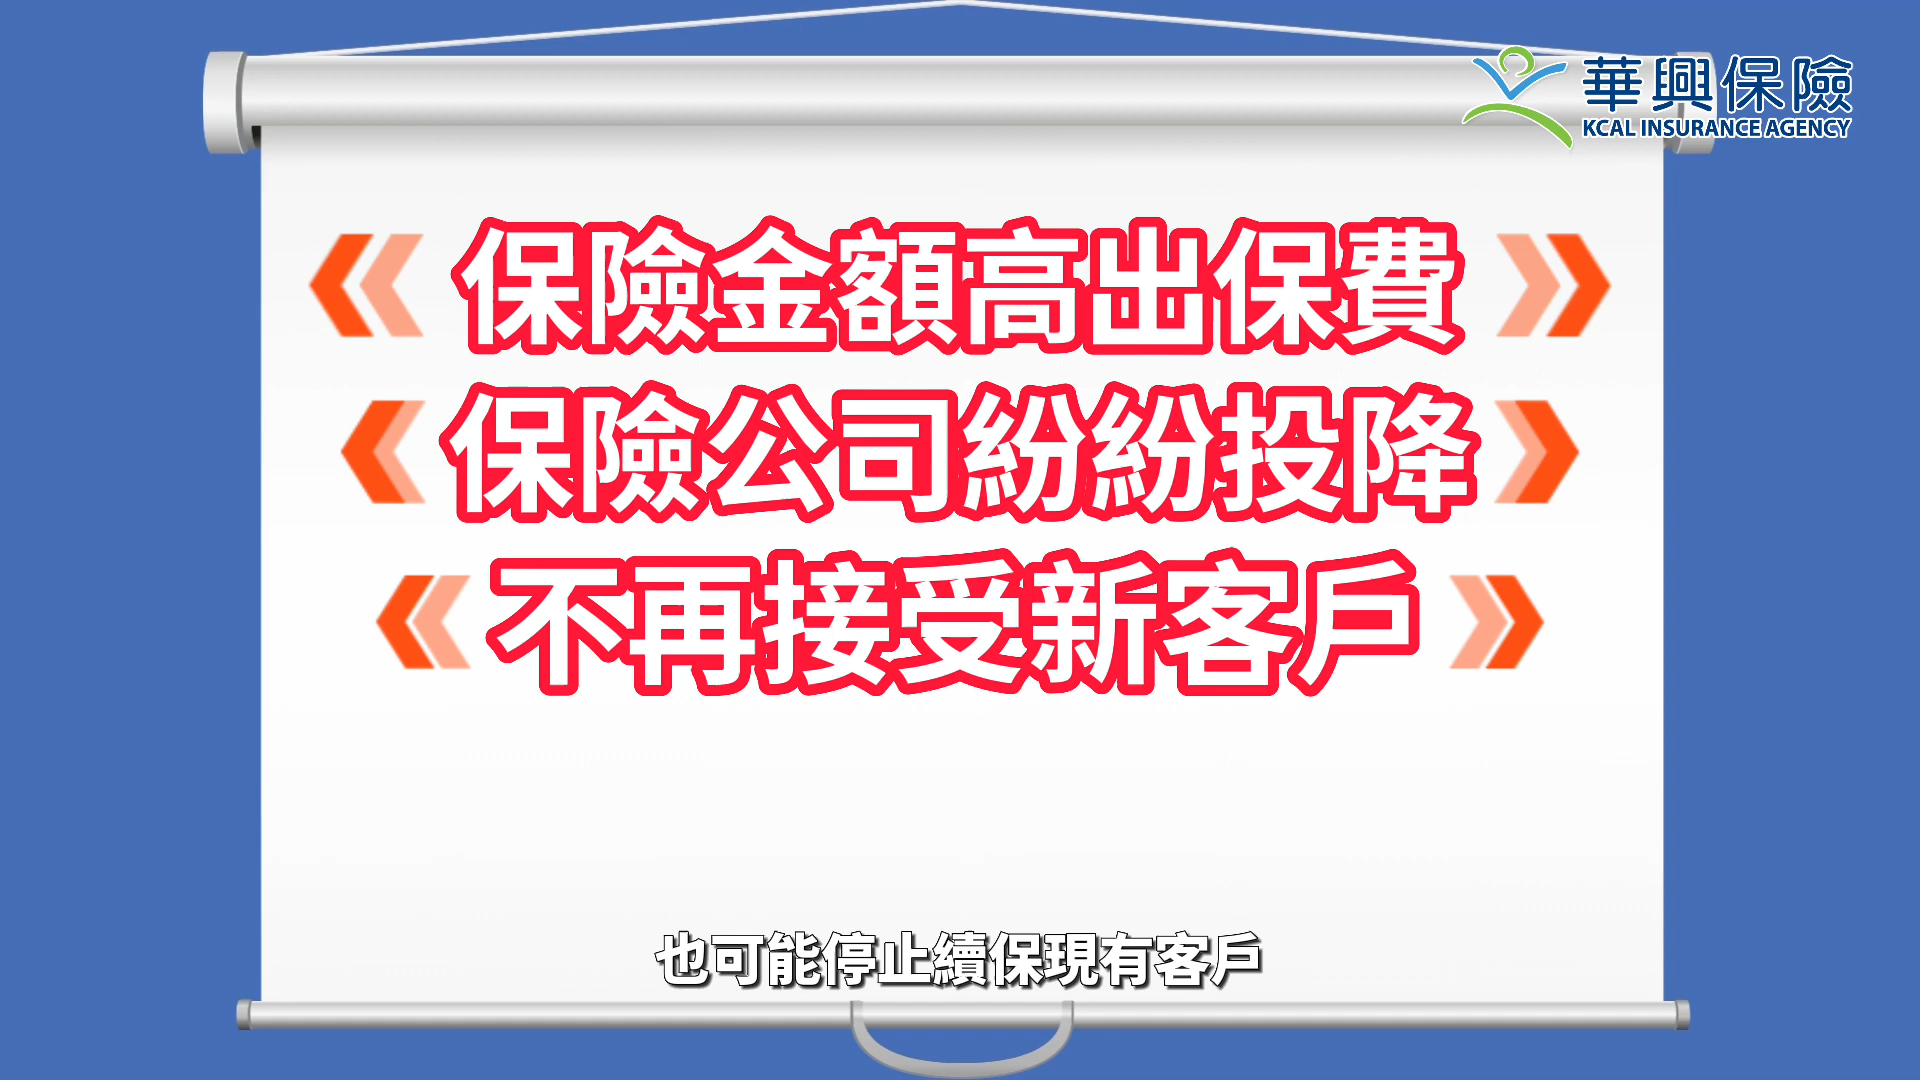 華興保險
KCAL INSURANCE AGENCY
保險金額高出保費
保險公司紛紛投降
不再接受新客戶
也可能停止續保現有客戶